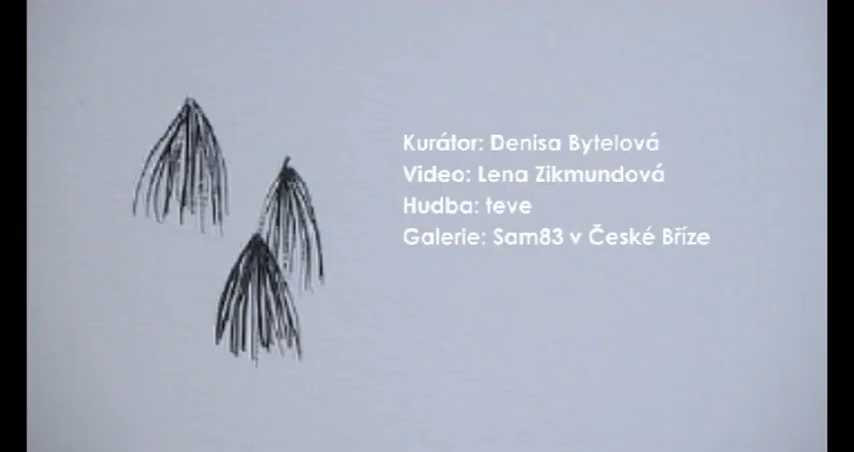 Kurátor: Denisa Bytelová
Video: Lena Zikmundová
Hudba: teve
Galerie: Sam83 v České Bříze